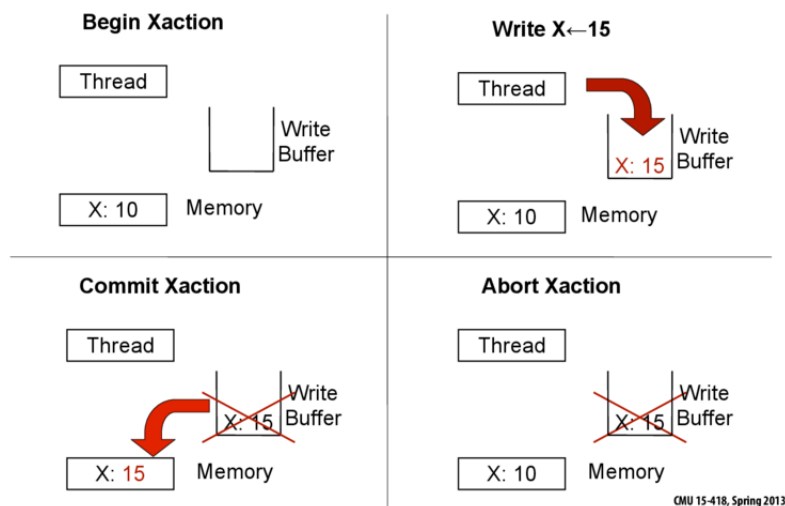 Begin Xaction
Thread
Write
Buffer
X: 10
Memory
Write X←15
Thread
Write
X: 15 Buffer
X: 10
Memory
Commit Xaction
Thread
Write
X: 15 Buffer
X: 15
Memory
Abort Xaction
Thread
Write
X: 15 Buffer
X: 10
Memory
CMU 15-418, Spring 2013